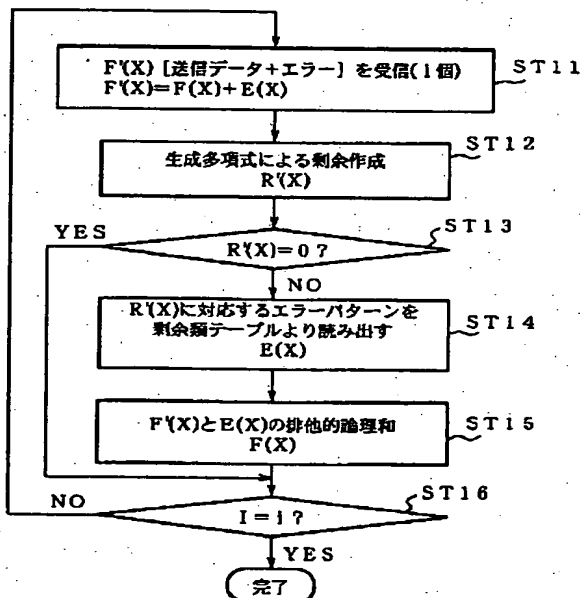 F'(X) [送信データ+エラー] を受信(1個)
F'(X)=F(X)+E(X)
ST11
生成多項式による剰余作成
R'(X)
ST12
R'(X)=0?
ST13
YES
NO
R'(X)に対応するエラーパターンを
剰余類テーブルより読み出す
E(X)
ST14
F'(X)とE(X)の排他的論理和
F(X)
ST15
I=i?
ST16
NO
YES
完了